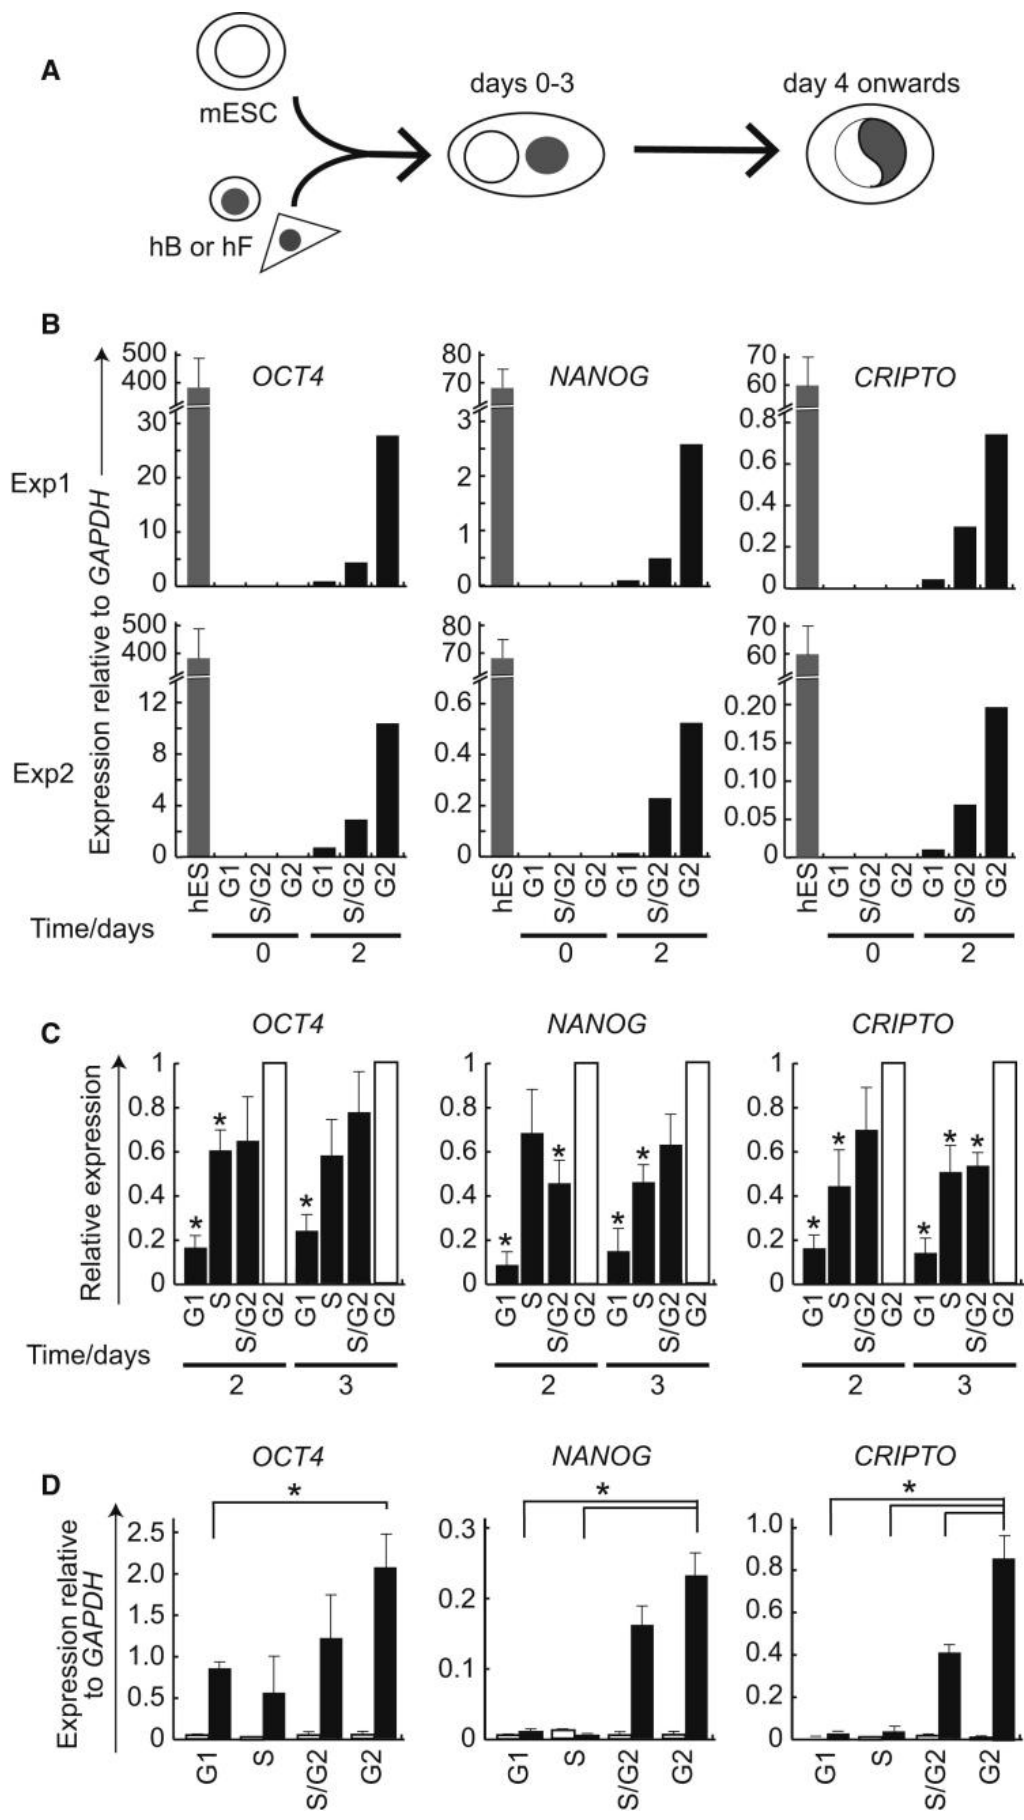 A
mESC
hB or hF
days 0-3
day 4 onwards
B
Expression relative to GAPDH
Exp1
OCT4
500
400
30
20
10
0
NANOG
80
70
3
2
1
0
CRIPTO
70
60
0.8
0.6
0.4
0.2
0
Exp2
500
400
12
8
4
0
80
70
0.6
0.4
0.2
0
70
60
0.20
0.15
0.10
0.05
0
hES G1 S/G2 G2 G1 S/G2 G2
hES G1 S/G2 G2 G1 S/G2 G2
hES G1 S/G2 G2 G1 S/G2 G2
Time/days
0 2
0 2
0 2
C
Relative expression
OCT4
1
0.8
0.6
0.4
0.2
0
* * *
NANOG
1
0.8
0.6
0.4
0.2
0
* * * *
CRIPTO
1
0.8
0.6
0.4
0.2
0
* * * * *
G1 S S/G2 G2 G1 S S/G2 G2
G1 S S/G2 G2 G1 S S/G2 G2
G1 S S/G2 G2 G1 S S/G2 G2
Time/days
2 3
2 3
2 3
D
Expression relative
to GAPDH
OCT4
*
2.5
2.0
1.5
1.0
0.5
0
NANOG
*
0.3
0.2
0.1
0
CRIPTO
*
1.0
0.8
0.6
0.4
0.2
0
G1 S S/G2 G2
G1 S S/G2 G2
G1 S S/G2 G2